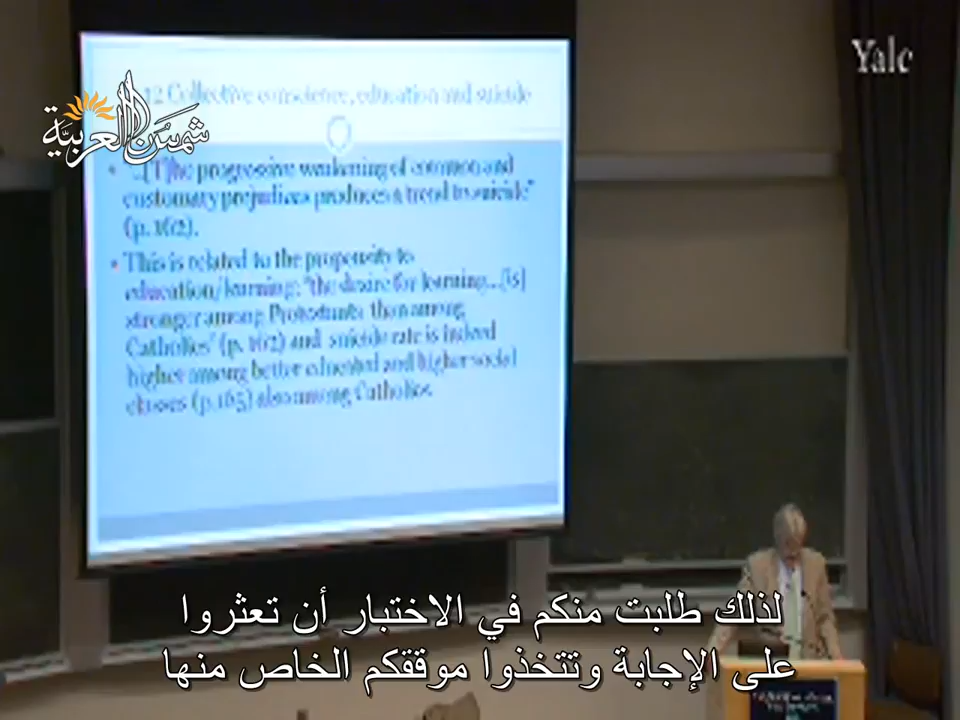 Yale
شمس العربية
12 Collective conscience, education and suicide
"...[T]he progressive weakening of common and
customary prejudices produces a trend to suicide"
(p. 162).
This is related to the propensity to
education/learning: "the desire for learning...[is]
stronger among Protestants than among
Catholics" (p. 162) and suicide rate is indeed
higher among better educated and higher social
classes (p. 165) also among Catholics.
لذلك طلبت منكم في الاختبار أن تعثروا
على الإجابة وتتخذوا موقفكم الخاص منها